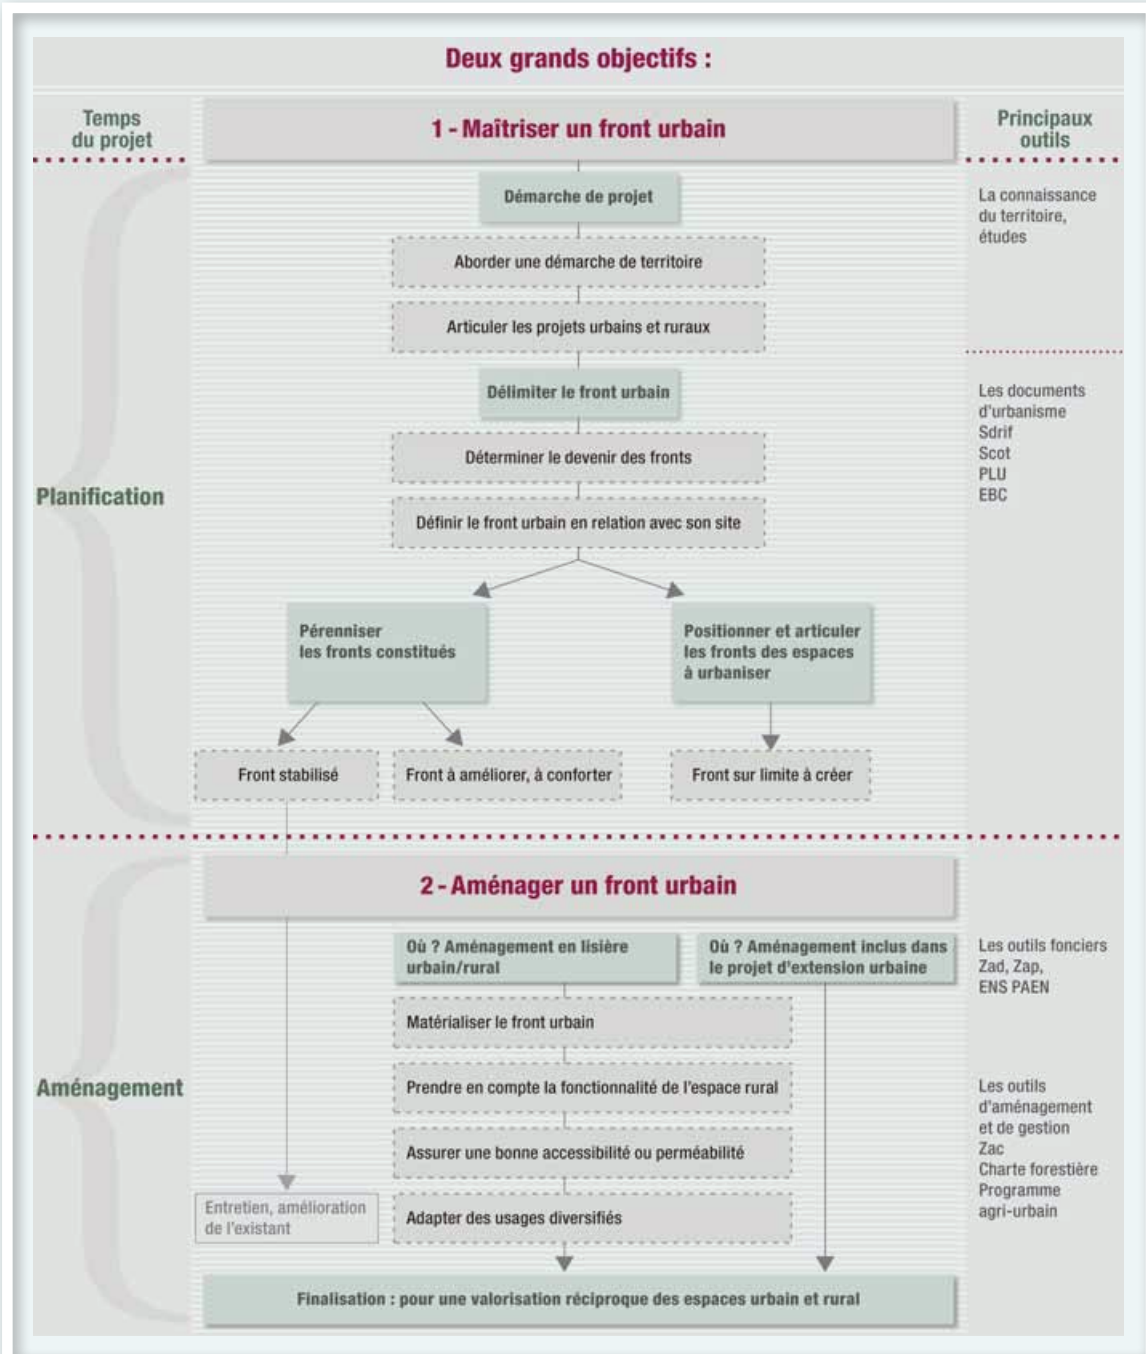 Deux grands objectifs :
Temps
du projet
1 - Maîtriser un front urbain
Principaux
outils
Démarche de projet
La connaissance
du territoire,
études
Aborder une démarche de territoire
Articuler les projets urbains et ruraux
Délimiter le front urbain
Les documents
d'urbanisme
Sdrif
Scot
PLU
EBC
Déterminer le devenir des fronts
Planification
Définir le front urbain en relation avec son site
Pérenniser
les fronts constitués
Positionner et articuler
les fronts des espaces
à urbaniser
Front stabilisé
Front à améliorer, à conforter
Front sur limite à créer
2 - Aménager un front urbain
Où ? Aménagement en lisière
urbain/rural
Où ? Aménagement inclus dans
le projet d'extension urbaine
Les outils fonciers
Zad, Zap,
ENS PAEN
Matérialiser le front urbain
Aménagement
Prendre en compte la fonctionnalité de l'espace rural
Les outils
d'aménagement
et de gestion
Zac
Charte forestière
Programme
agri-urbain
Assurer une bonne accessibilité ou perméabilité
Entretien, amélioration
de l'existant
Adapter des usages diversifiés
Finalisation : pour une valorisation réciproque des espaces urbain et rural